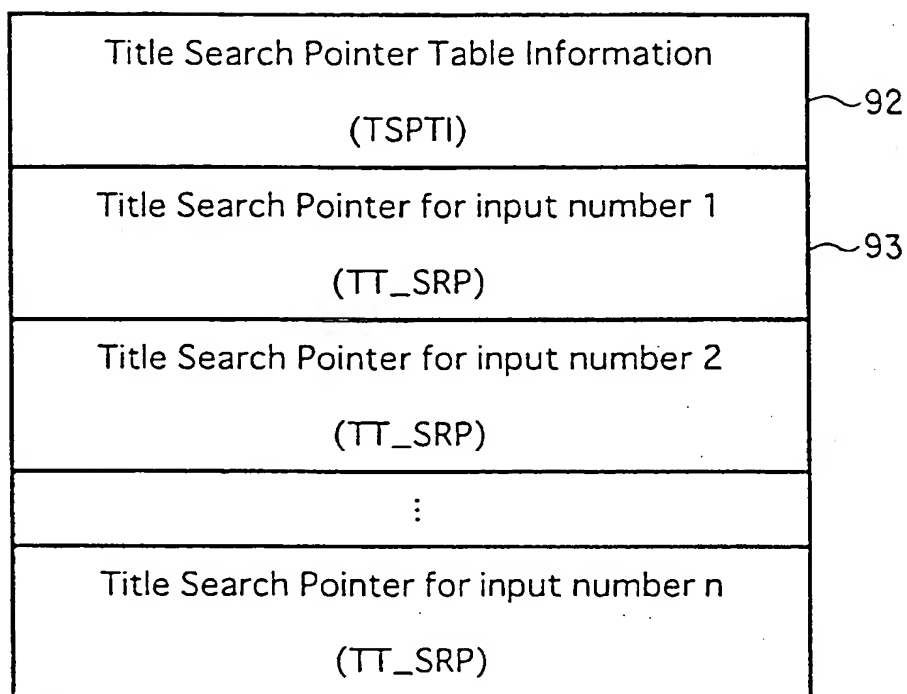 Title Search Pointer Table Information
(TSPTI)
92
Title Search Pointer for input number 1
(TT_SRP)
93
Title Search Pointer for input number 2
(TT_SRP)
⋮
Title Search Pointer for input number n
(TT_SRP)